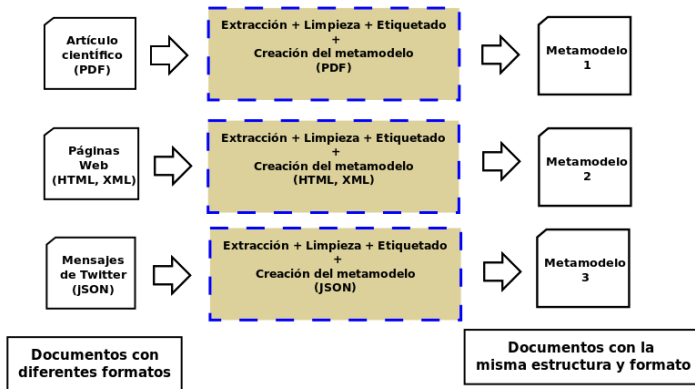 Artículo
científico
(PDF)
Extracción + Limpieza + Etiquetado
+
Creación del metamodelo
(PDF)
Metamodelo
1
Páginas
Web
(HTML, XML)
Extracción + Limpieza + Etiquetado
+
Creación del metamodelo
(HTML, XML)
Metamodelo
2
Mensajes
de Twitter
(JSON)
Extracción + Limpieza + Etiquetado
+
Creación del metamodelo
(JSON)
Metamodelo
3
Documentos con
diferentes formatos
Documentos con la
misma estructura y formato